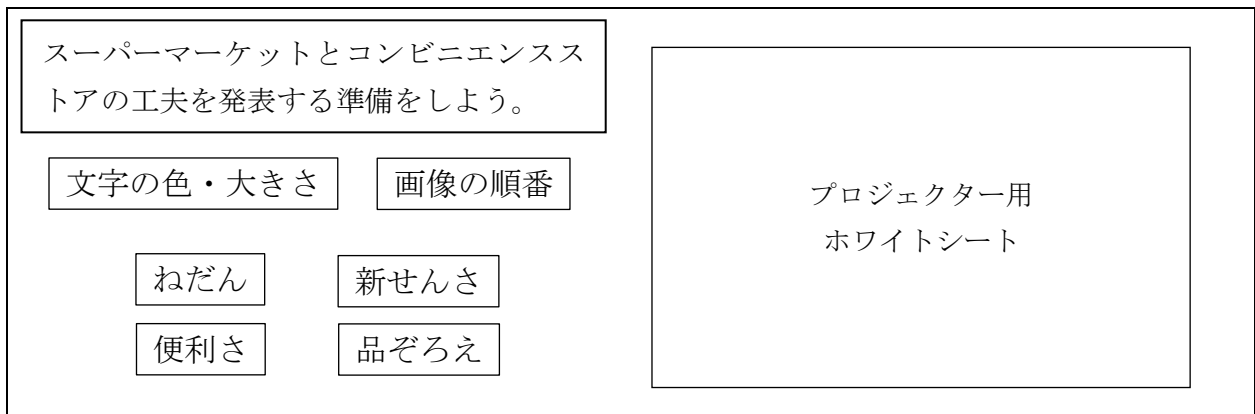 スーパーマーケットとコンビニエンスス
トアの工夫を発表する準備をしよう。
文字の色・大きさ
画像の順番
ねだん
新せんさ
便利さ
品ぞろえ
プロジェクター用
ホワイトシート